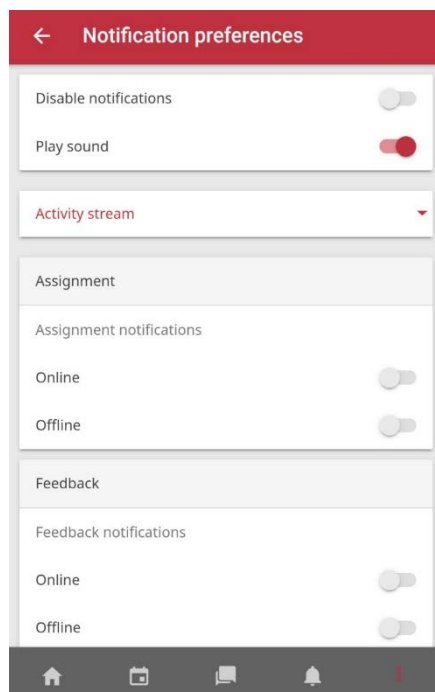 Notification preferences
Disable notifications
Play sound
Activity stream
Assignment
Assignment notifications
Online
Offline
Feedback
Feedback notifications
Online
Offline